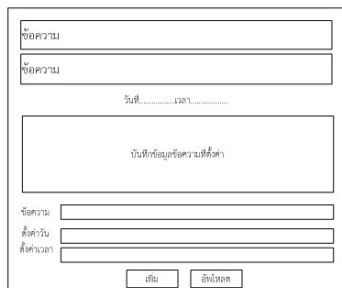 ข้อความ
ข้อความ
วันที่................เวลา.................
บันทึกข้อมูลข้อความที่ตั้งค่า
ข้อความ
ตั้งค่าวัน
ตั้งค่าเวลา
เพิ่ม อัพโหลด